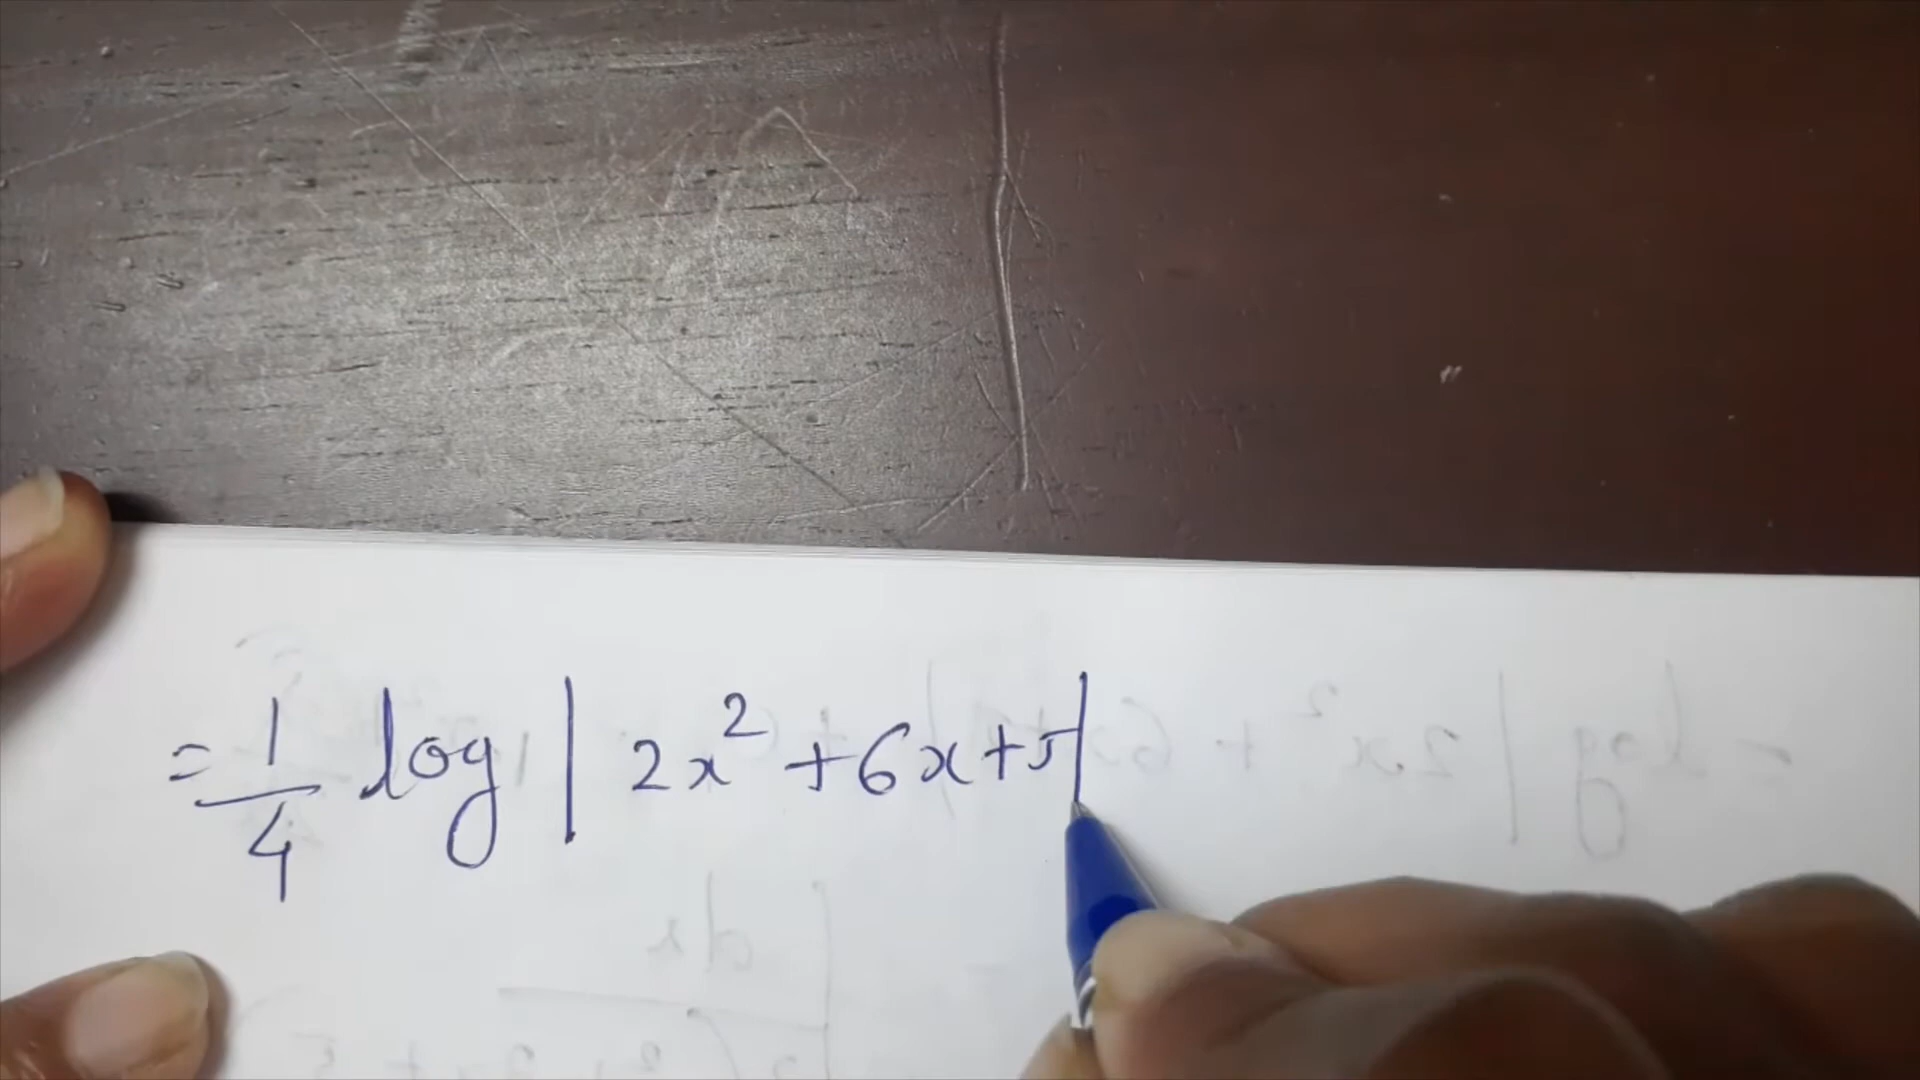 = 1/4 log | 2x² + 6x + 5 |